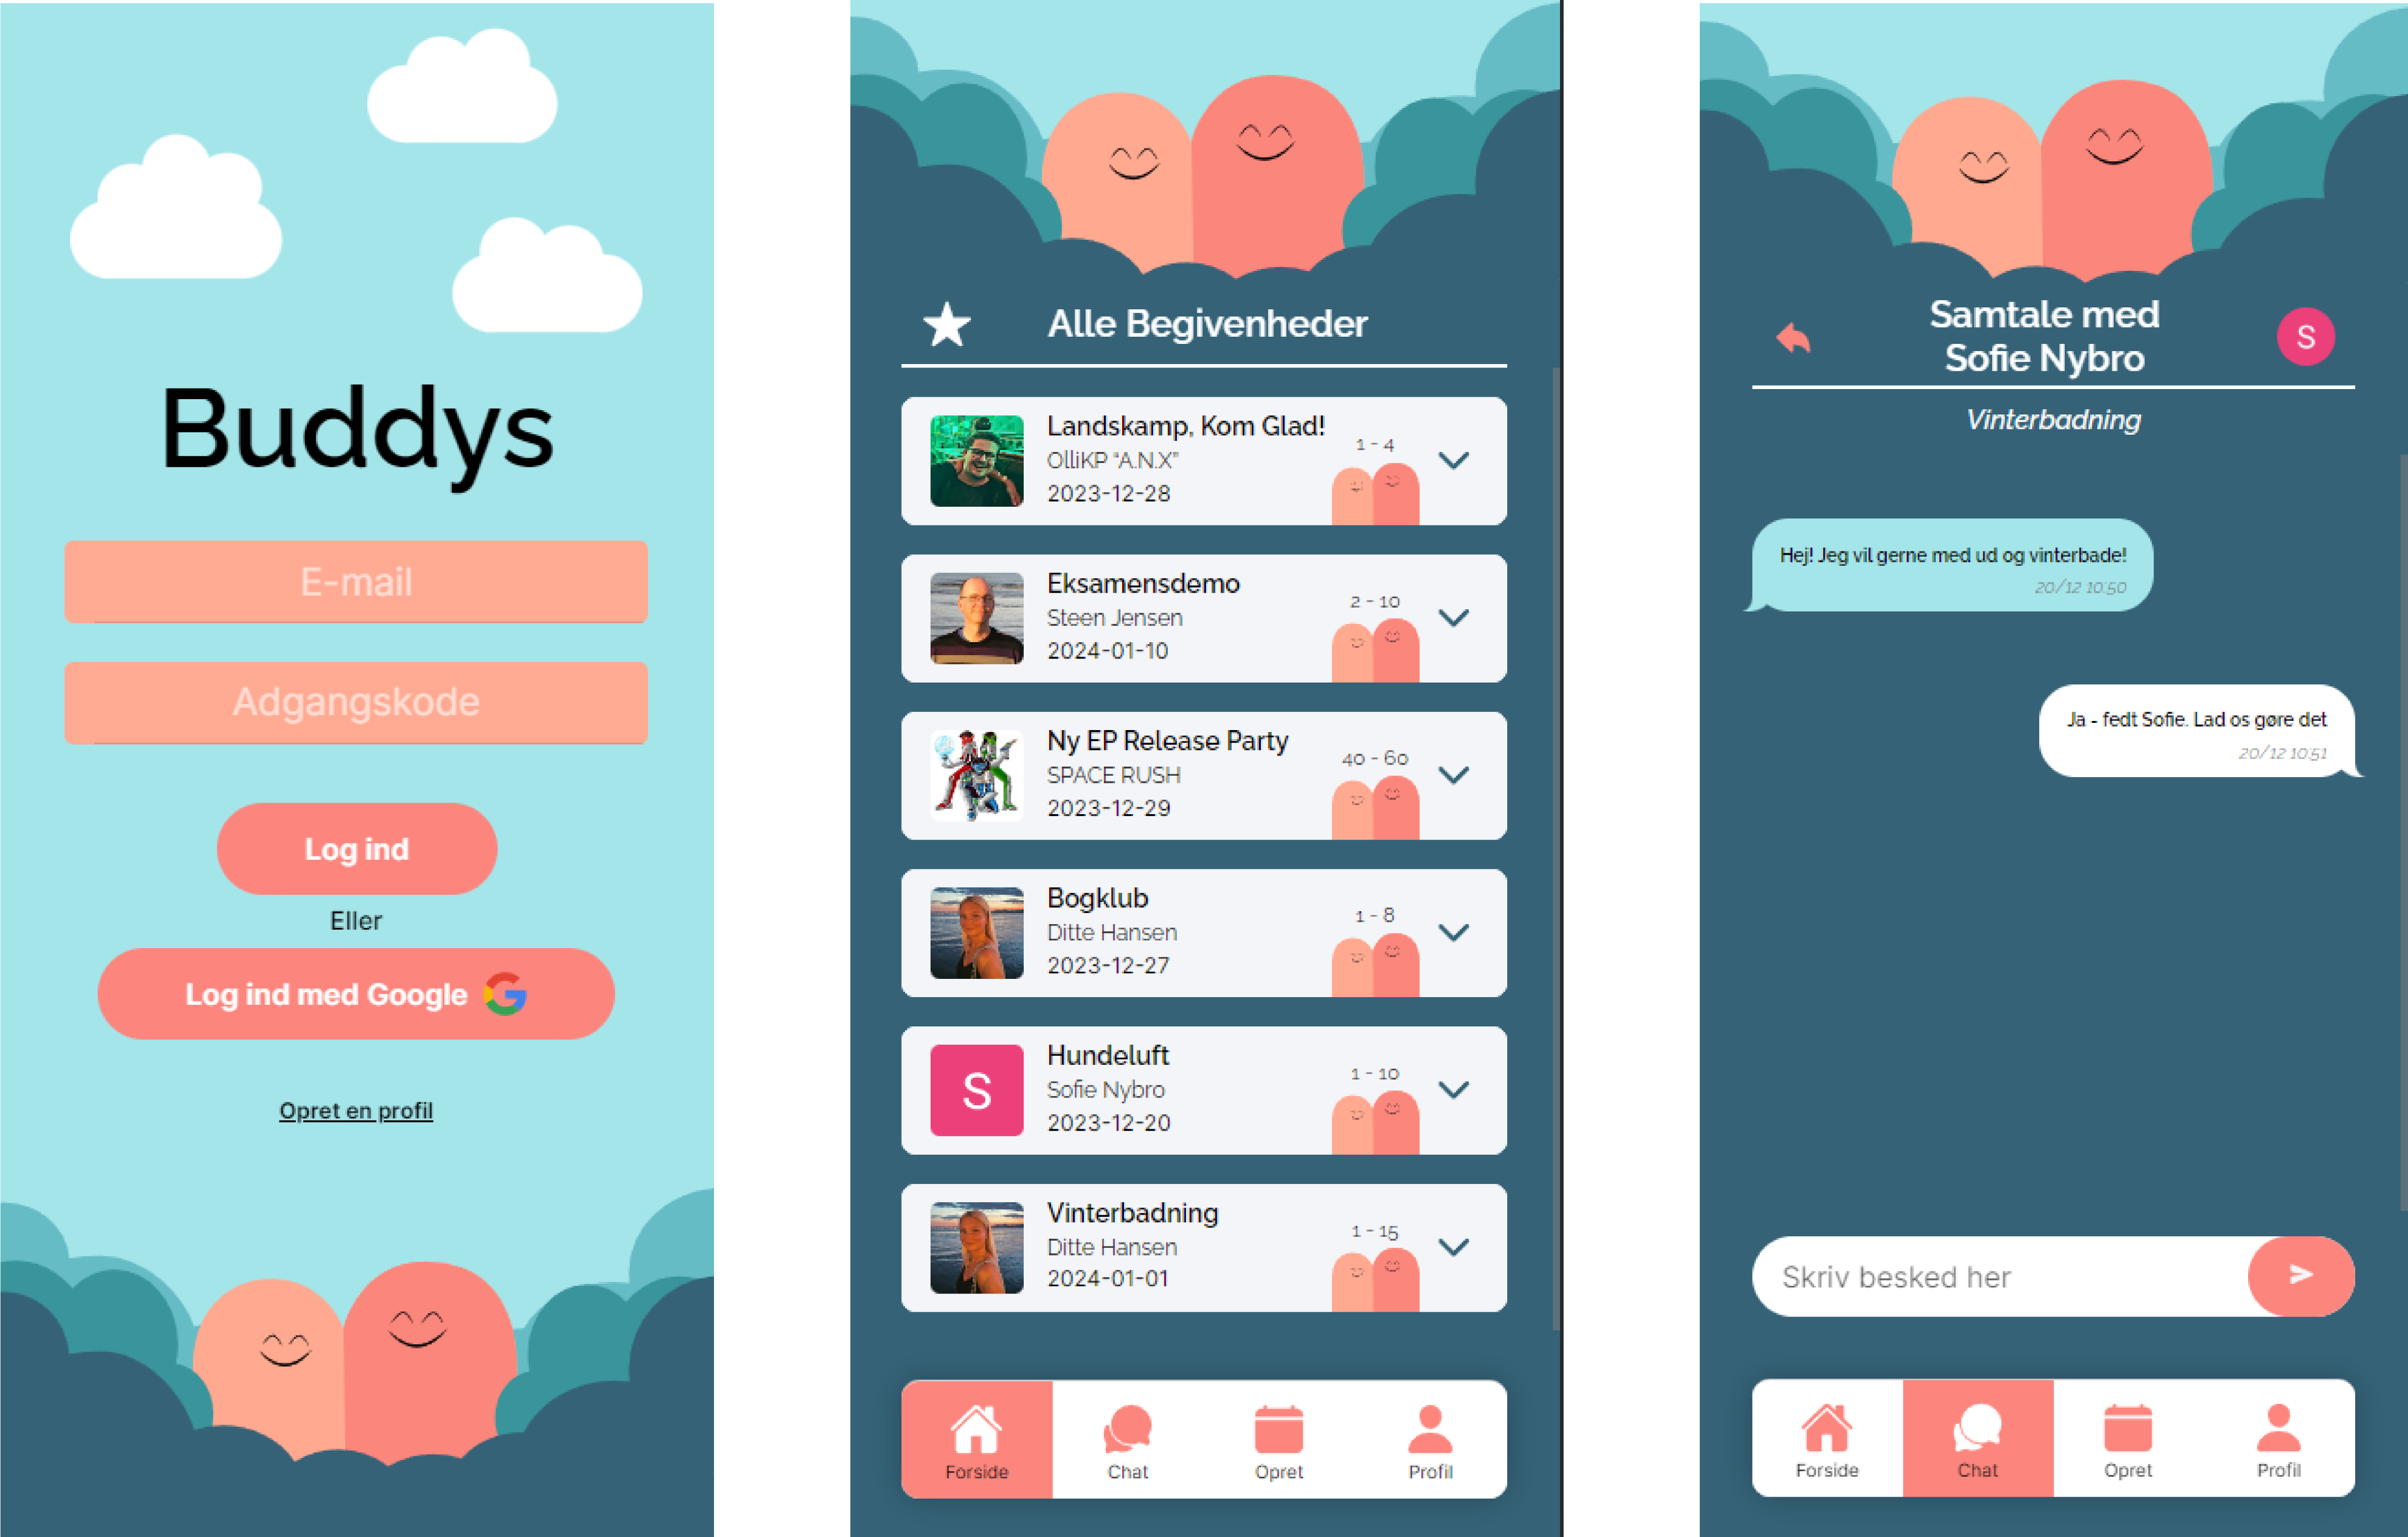 Buddys
E-mail
Adgangskode
Log ind
Eller
Log ind med Google
Opret en profil
Alle Begivenheder
Landskamp, Kom Glad!
OlliKP “A.N.X”
2023-12-28
1 - 4
Eksamensdemo
Steen Jensen
2024-01-10
2 - 10
Ny EP Release Party
SPACE RUSH
2023-12-29
40 - 60
Bogklub
Ditte Hansen
2023-12-27
1 - 8
S
Hundeluft
Sofie Nybro
2023-12-20
1 - 10
Vinterbadning
Ditte Hansen
2024-01-01
1 - 15
Forside
Chat
Opret
Profil
Samtale med
Sofie Nybro
S
Vinterbadning
Hej! Jeg vil gerne med ud og vinterbade!
20/12 10:50
Ja - fedt Sofie. Lad os gøre det
20/12 10:51
Skriv besked her
Forside
Chat
Opret
Profil